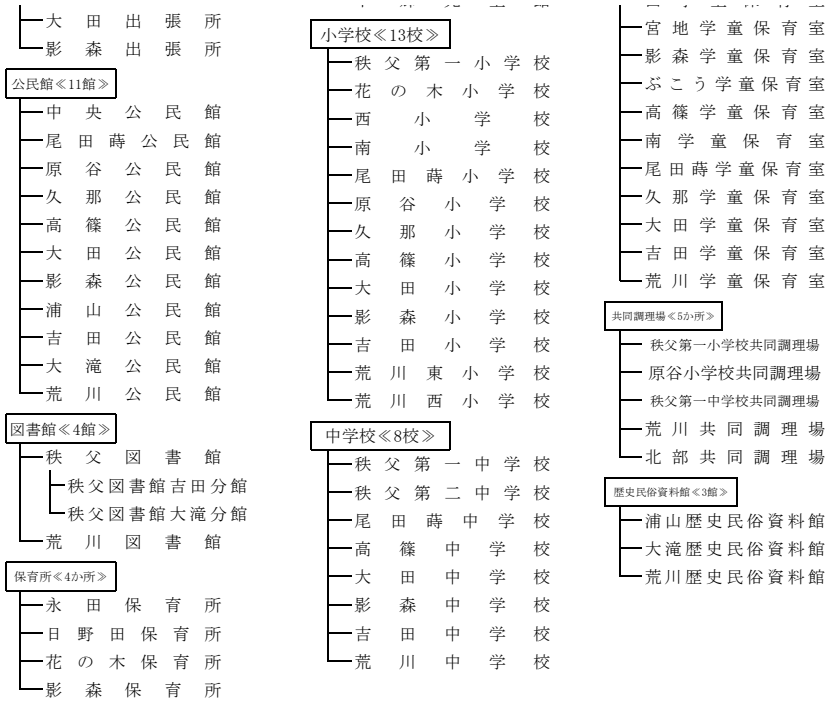 大田出張所
影森出張所
公民館≪11館≫
中央公民館
尾田蒔公民館
原谷公民館
久那公民館
高篠公民館
大田公民館
影森公民館
浦山公民館
吉田公民館
大滝公民館
荒川公民館
図書館≪4館≫
秩父図書館
秩父図書館吉田分館
秩父図書館大滝分館
荒川図書館
保育所≪4か所≫
永田保育所
日野田保育所
花の木保育所
影森保育所
小学校≪13校≫
秩父第一小学校
花の木小学校
西小学校
南小学校
尾田蒔小学校
原谷小学校
久那小学校
高篠小学校
大田小学校
影森小学校
吉田小学校
荒川東小学校
荒川西小学校
中学校≪8校≫
秩父第一中学校
秩父第二中学校
尾田蒔中学校
高篠中学校
大田中学校
影森中学校
吉田中学校
荒川中学校
宮地学童保育室
影森学童保育室
ぶこう学童保育室
高篠学童保育室
南学童保育室
尾田蒔学童保育室
久那学童保育室
大田学童保育室
吉田学童保育室
荒川学童保育室
共同調理場≪5か所≫
秩父第一小学校共同調理場
原谷小学校共同調理場
秩父第一中学校共同調理場
荒川共同調理場
北部共同調理場
歴史民俗資料館≪3館≫
浦山歴史民俗資料館
大滝歴史民俗資料館
荒川歴史民俗資料館